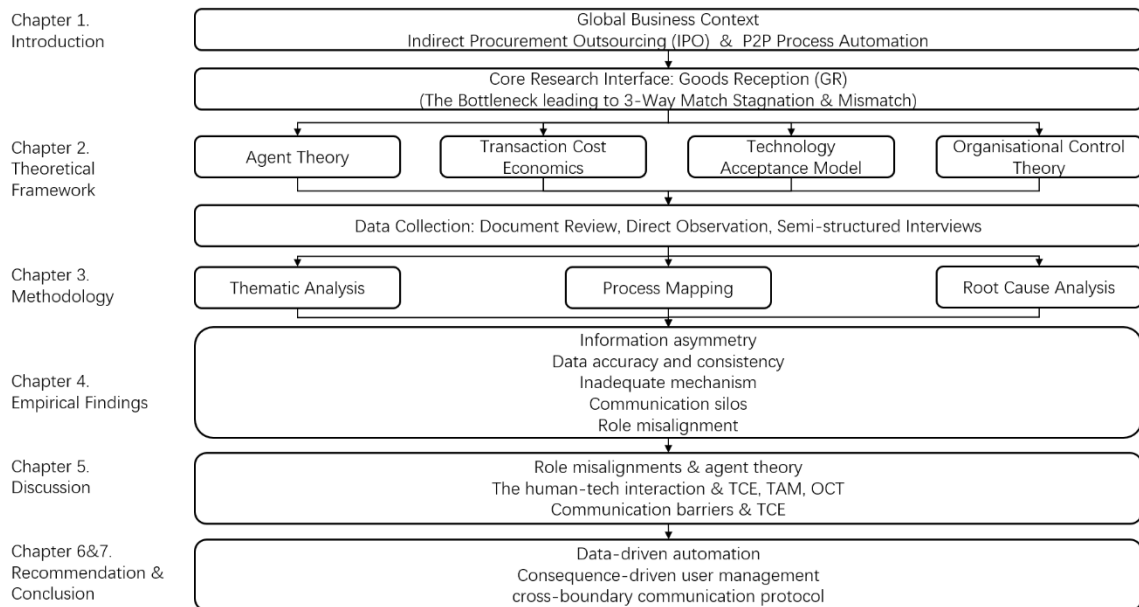 Chapter 1.
Introduction
Global Business Context
Indirect Procurement Outsourcing (IPO) & P2P Process Automation
Core Research Interface: Goods Reception (GR)
(The Bottleneck leading to 3-Way Match Stagnation & Mismatch)
Chapter 2.
Theoretical
Framework
Agent Theory
Transaction Cost
Economics
Technology
Acceptance Model
Organisational Control
Theory
Data Collection: Document Review, Direct Observation, Semi-structured Interviews
Chapter 3.
Methodology
Thematic Analysis
Process Mapping
Root Cause Analysis
Chapter 4.
Empirical Findings
Information asymmetry
Data accuracy and consistency
Inadequate mechanism
Communication silos
Role misalignment
Chapter 5.
Discussion
Role misalignments & agent theory
The human-tech interaction & TCE, TAM, OCT
Communication barriers & TCE
Chapter 6&7.
Recommendation &
Conclusion
Data-driven automation
Consequence-driven user management
cross-boundary communication protocol